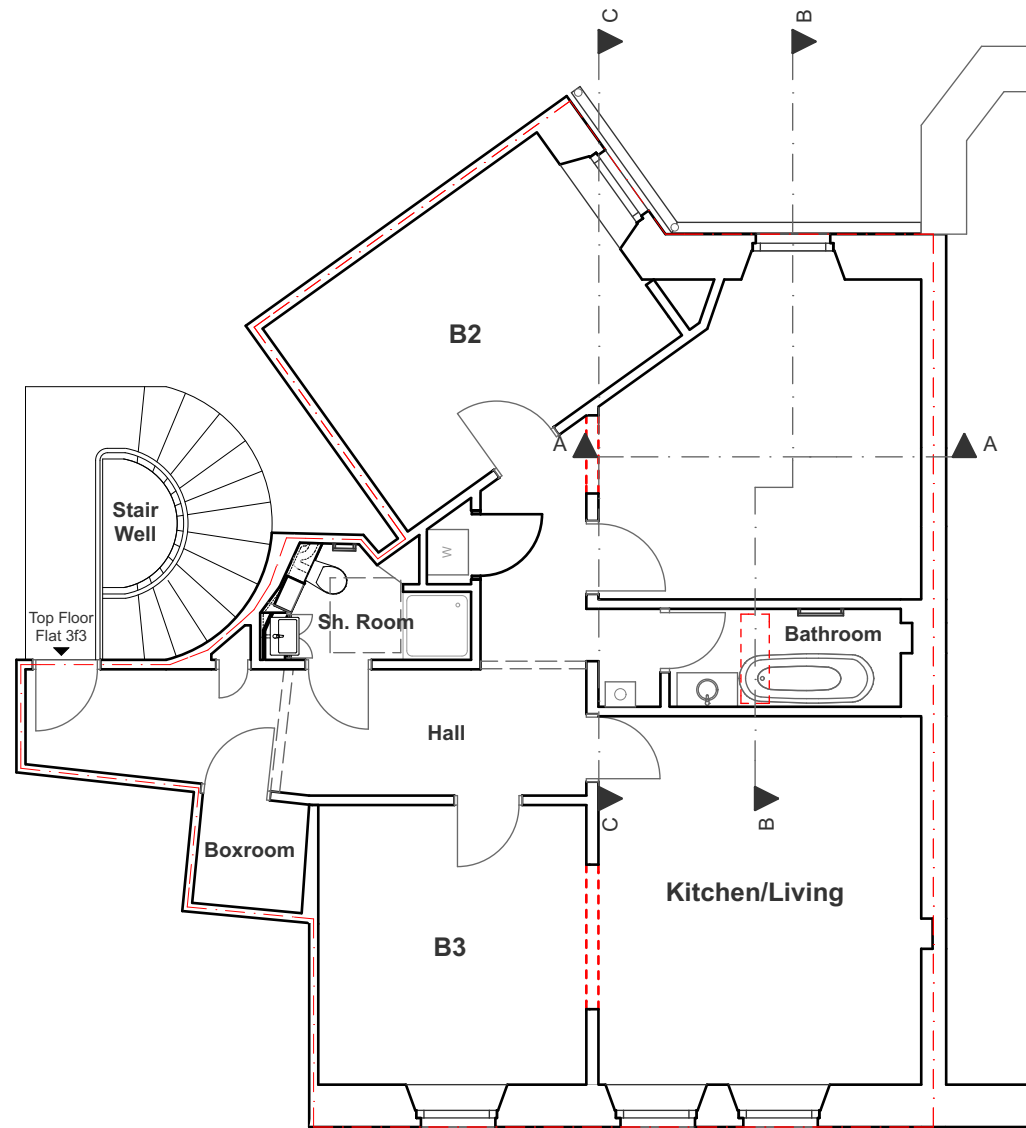 C
B
B2
A
A
Stair
Well
W
Top Floor
Flat 3f3
Sh. Room
Bathroom
Hall
C
B
Boxroom
Kitchen/Living
B3